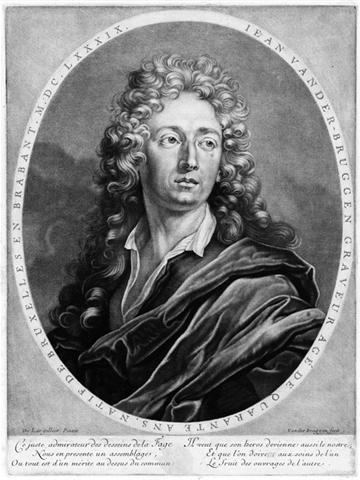 IEAN VANDER-BRUGGEN GRAVEUR AGÉ DE QUARANTE ANS, NATIF DE BRUXELLES EN BRABANT. M.DC.LXXXIX.
De Largillier Pinxit
Vander Bruggen fecit
Ce juste admirateur des desseins de la Fage
Nous en presente un assemblage;
Ou tout est d'un mérite au dessus du commun
Il veut que son heros devienne aussi le nostre,
Et que l'on doive aux soins de l'un
Le fruit des ouvrages de l'autre.